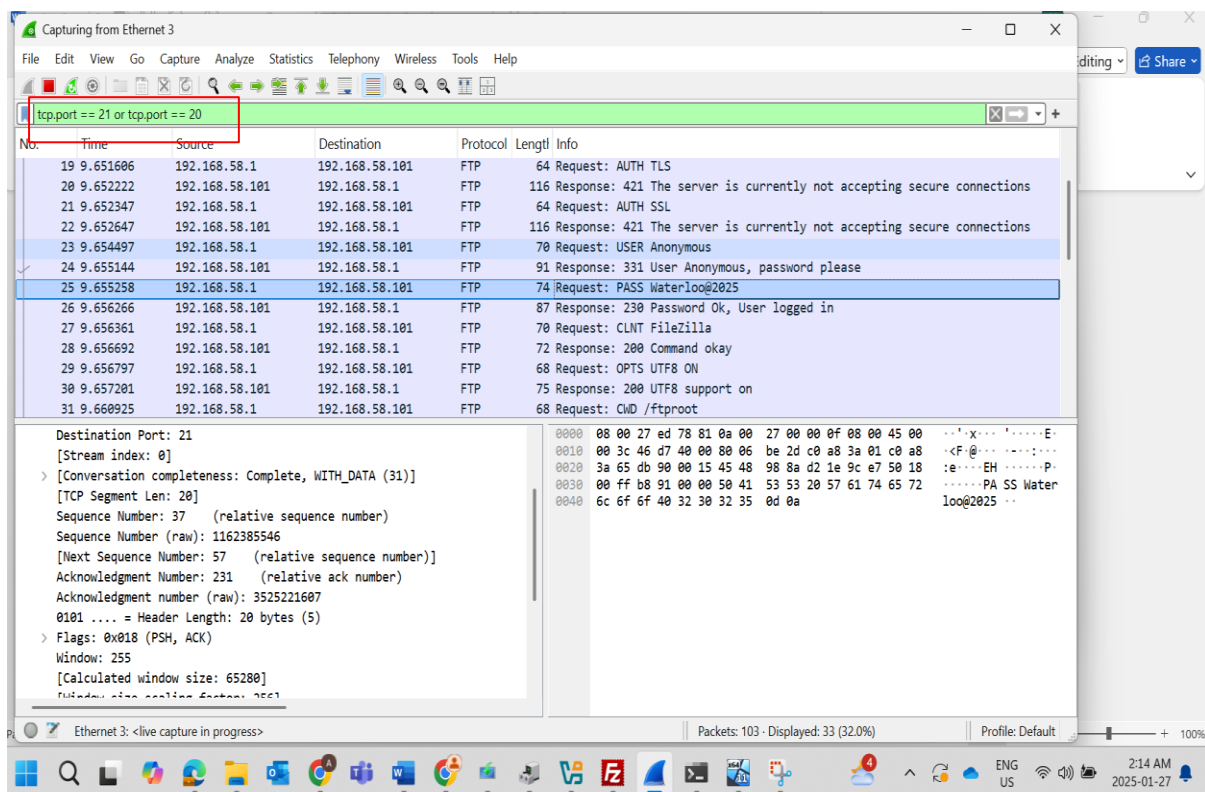 Capturing from Ethernet 3
diting
Share
File Edit View Go Capture Analyze Statistics Telephony Wireless Tools Help
tcp.port == 21 or tcp.port == 20
No. Time Source Destination Protocol Lengtl Info
19 9.651606 192.168.58.1 192.168.58.101 FTP 64 Request: AUTH TLS
20 9.652222 192.168.58.101 192.168.58.1 FTP 116 Response: 421 The server is currently not accepting secure connections
21 9.652347 192.168.58.1 192.168.58.101 FTP 64 Request: AUTH SSL
22 9.652647 192.168.58.101 192.168.58.1 FTP 116 Response: 421 The server is currently not accepting secure connections
23 9.654497 192.168.58.1 192.168.58.101 FTP 70 Request: USER Anonymous
24 9.655144 192.168.58.101 192.168.58.1 FTP 91 Response: 331 User Anonymous, password please
25 9.655258 192.168.58.1 192.168.58.101 FTP 74 Request: PASS Waterloo@2025
26 9.656266 192.168.58.101 192.168.58.1 FTP 87 Response: 230 Password Ok, User logged in
27 9.656361 192.168.58.1 192.168.58.101 FTP 70 Request: CLNT FileZilla
28 9.656692 192.168.58.101 192.168.58.1 FTP 72 Response: 200 Command okay
29 9.656797 192.168.58.1 192.168.58.101 FTP 68 Request: OPTS UTF8 ON
30 9.657201 192.168.58.101 192.168.58.1 FTP 75 Response: 200 UTF8 support on
31 9.660925 192.168.58.1 192.168.58.101 FTP 68 Request: CWD /ftproot
Destination Port: 21
[Stream index: 0]
[Conversation completeness: Complete, WITH_DATA (31)]
[TCP Segment Len: 20]
Sequence Number: 37 (relative sequence number)
Sequence Number (raw): 1162385546
[Next Sequence Number: 57 (relative sequence number)]
Acknowledgment Number: 231 (relative ack number)
Acknowledgment number (raw): 3525221607
0101 .... = Header Length: 20 bytes (5)
Flags: 0x018 (PSH, ACK)
Window: 255
[Calculated window size: 65280]
[Window size scaling factor: 256]
0000 08 00 27 ed 78 81 0a 00 27 00 00 0f 08 00 45 00 ··'·x··· '·····E·
0010 00 3c 46 d7 40 00 80 06 be 2d c0 a8 3a 01 c0 a8 ·<F·@··· ·-··:···
0020 3a 65 db 90 00 15 45 48 98 8a d2 1e 9c e7 50 18 :e····EH ······P·
0030 00 ff b8 91 00 00 50 41 53 53 20 57 61 74 65 72 ······PA SS Water
0040 6c 6f 6f 40 32 30 32 35 0d 0a loo@2025 ··
Ethernet 3: <live capture in progress>
Packets: 103 · Displayed: 33 (32.0%)
Profile: Default
100%
4
ENG
US
2:14 AM
2025-01-27